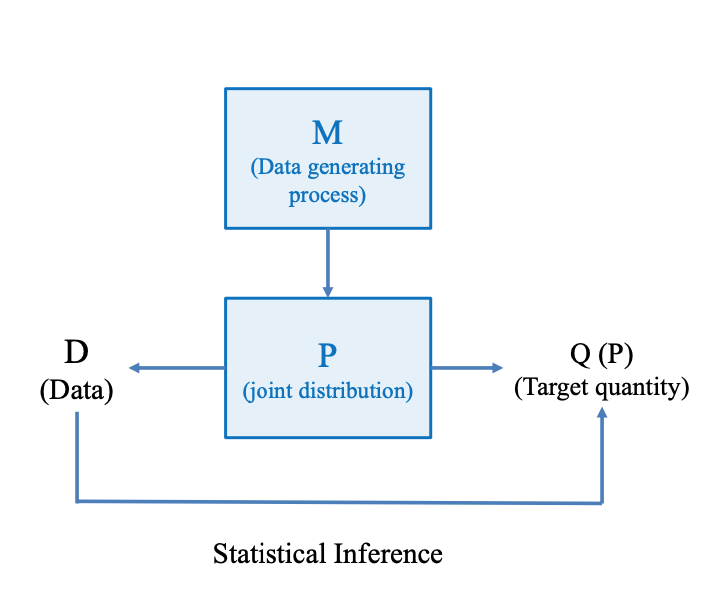 M
(Data generating
process)
P
(joint distribution)
D
(Data)
Q (P)
(Target quantity)
Statistical Inference